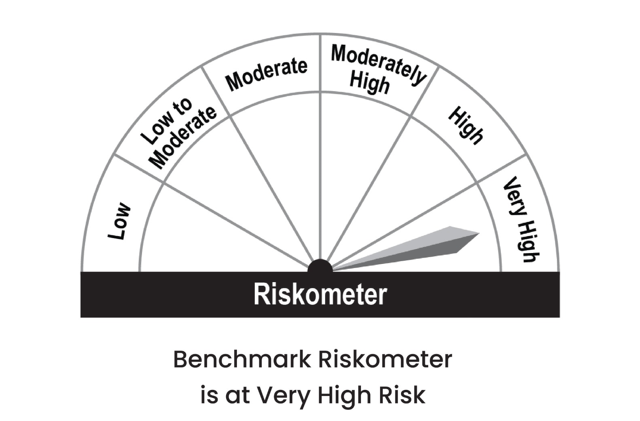 Low
Low to
Moderate
Moderate
Moderately
High
High
Very High
Riskometer
Benchmark Riskometer
is at Very High Risk